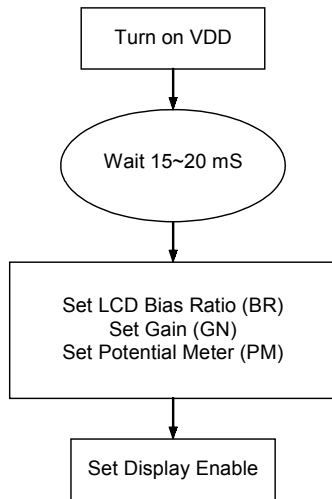 Turn on VDD
Wait 15~20 mS
Set LCD Bias Ratio (BR)
Set Gain (GN)
Set Potential Meter (PM)
Set Display Enable